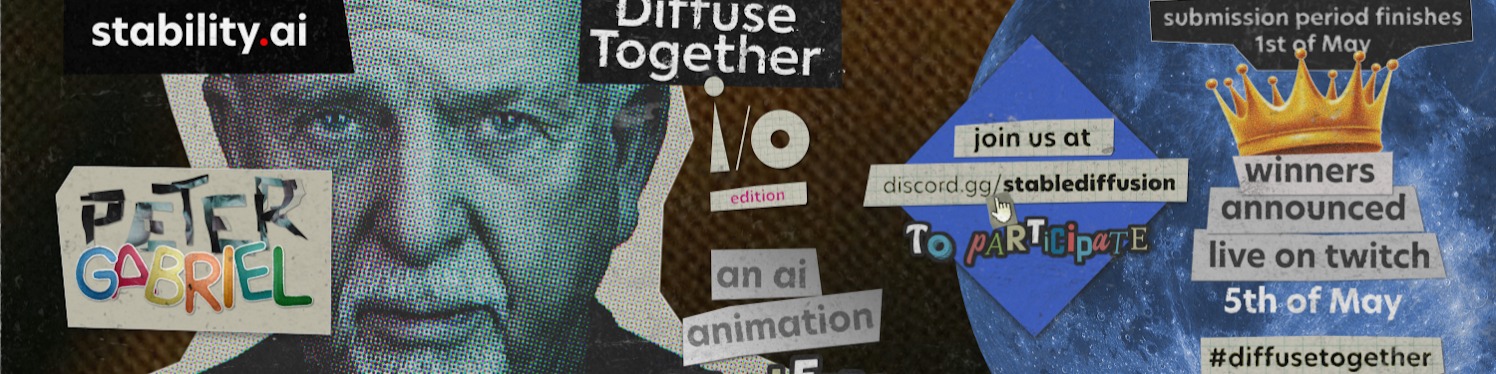 stability.ai
PETER
GABRIEL
Diffuse
Together
i/o
edition
an ai
animation
join us at
discord.gg/stablediffusion
TO PARTICIPATE
submission period finishes
1st of May
winners
announced
live on twitch
5th of May
#diffusetogether